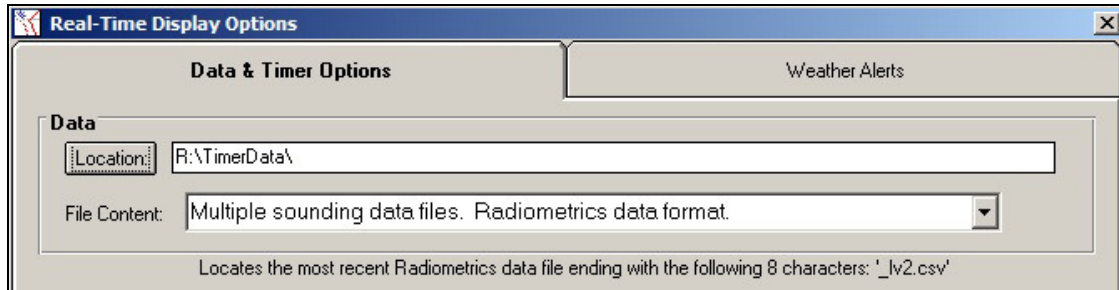 Real-Time Display Options
Data & Timer Options
Weather Alerts
Data
Location:
R:\TimerData\
File Content:
Multiple sounding data files. Radiometrics data format.
Locates the most recent Radiometrics data file ending with the following 8 characters: '_lv2.csv'